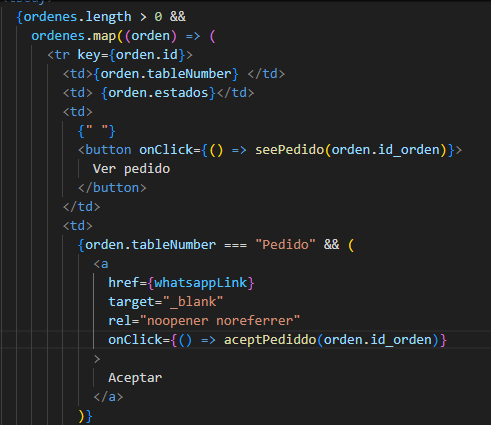 {ordenes.length > 0 &&
ordenes.map((orden) => (
<tr key={orden.id}>
<td>{orden.tableNumber} </td>
<td> {orden.estados}</td>
<td>
{" "}
<button onClick={() => seePedido(orden.id_orden)}>
Ver pedido
</button>
</td>
<td>
{orden.tableNumber === "Pedido" && (
<a
href={whatsappLink}
target="_blank"
rel="noopener noreferrer"
onClick={() => aceptPediddo(orden.id_orden)}
>
Aceptar
</a>
)}